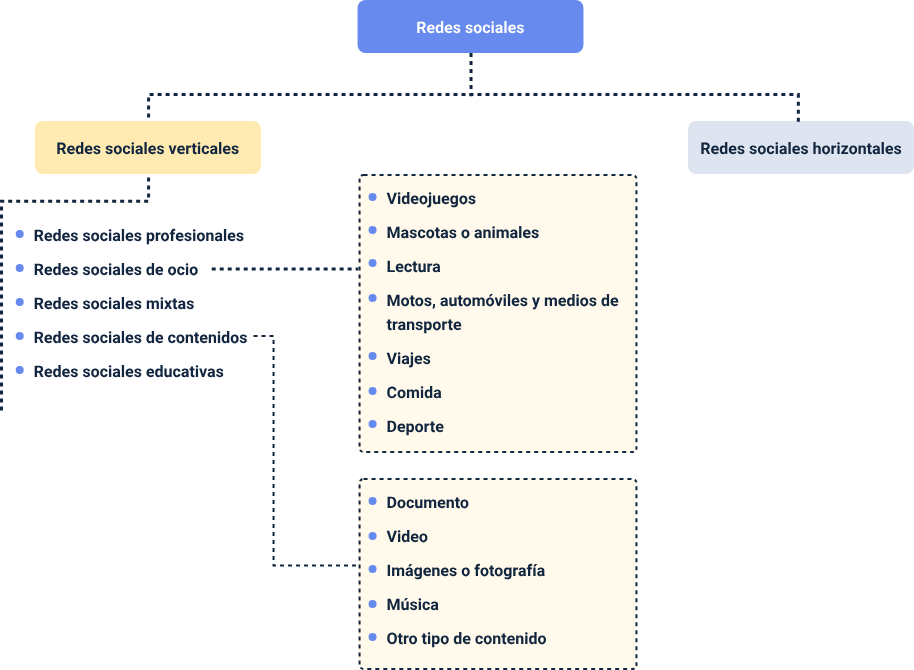 Redes sociales
Redes sociales verticales
Redes sociales horizontales
Redes sociales profesionales
Redes sociales de ocio
Redes sociales mixtas
Redes sociales de contenidos
Redes sociales educativas
Videojuegos
Mascotas o animales
Lectura
Motos, automóviles y medios de
transporte
Viajes
Comida
Deporte
Documento
Video
Imágenes o fotografía
Música
Otro tipo de contenido